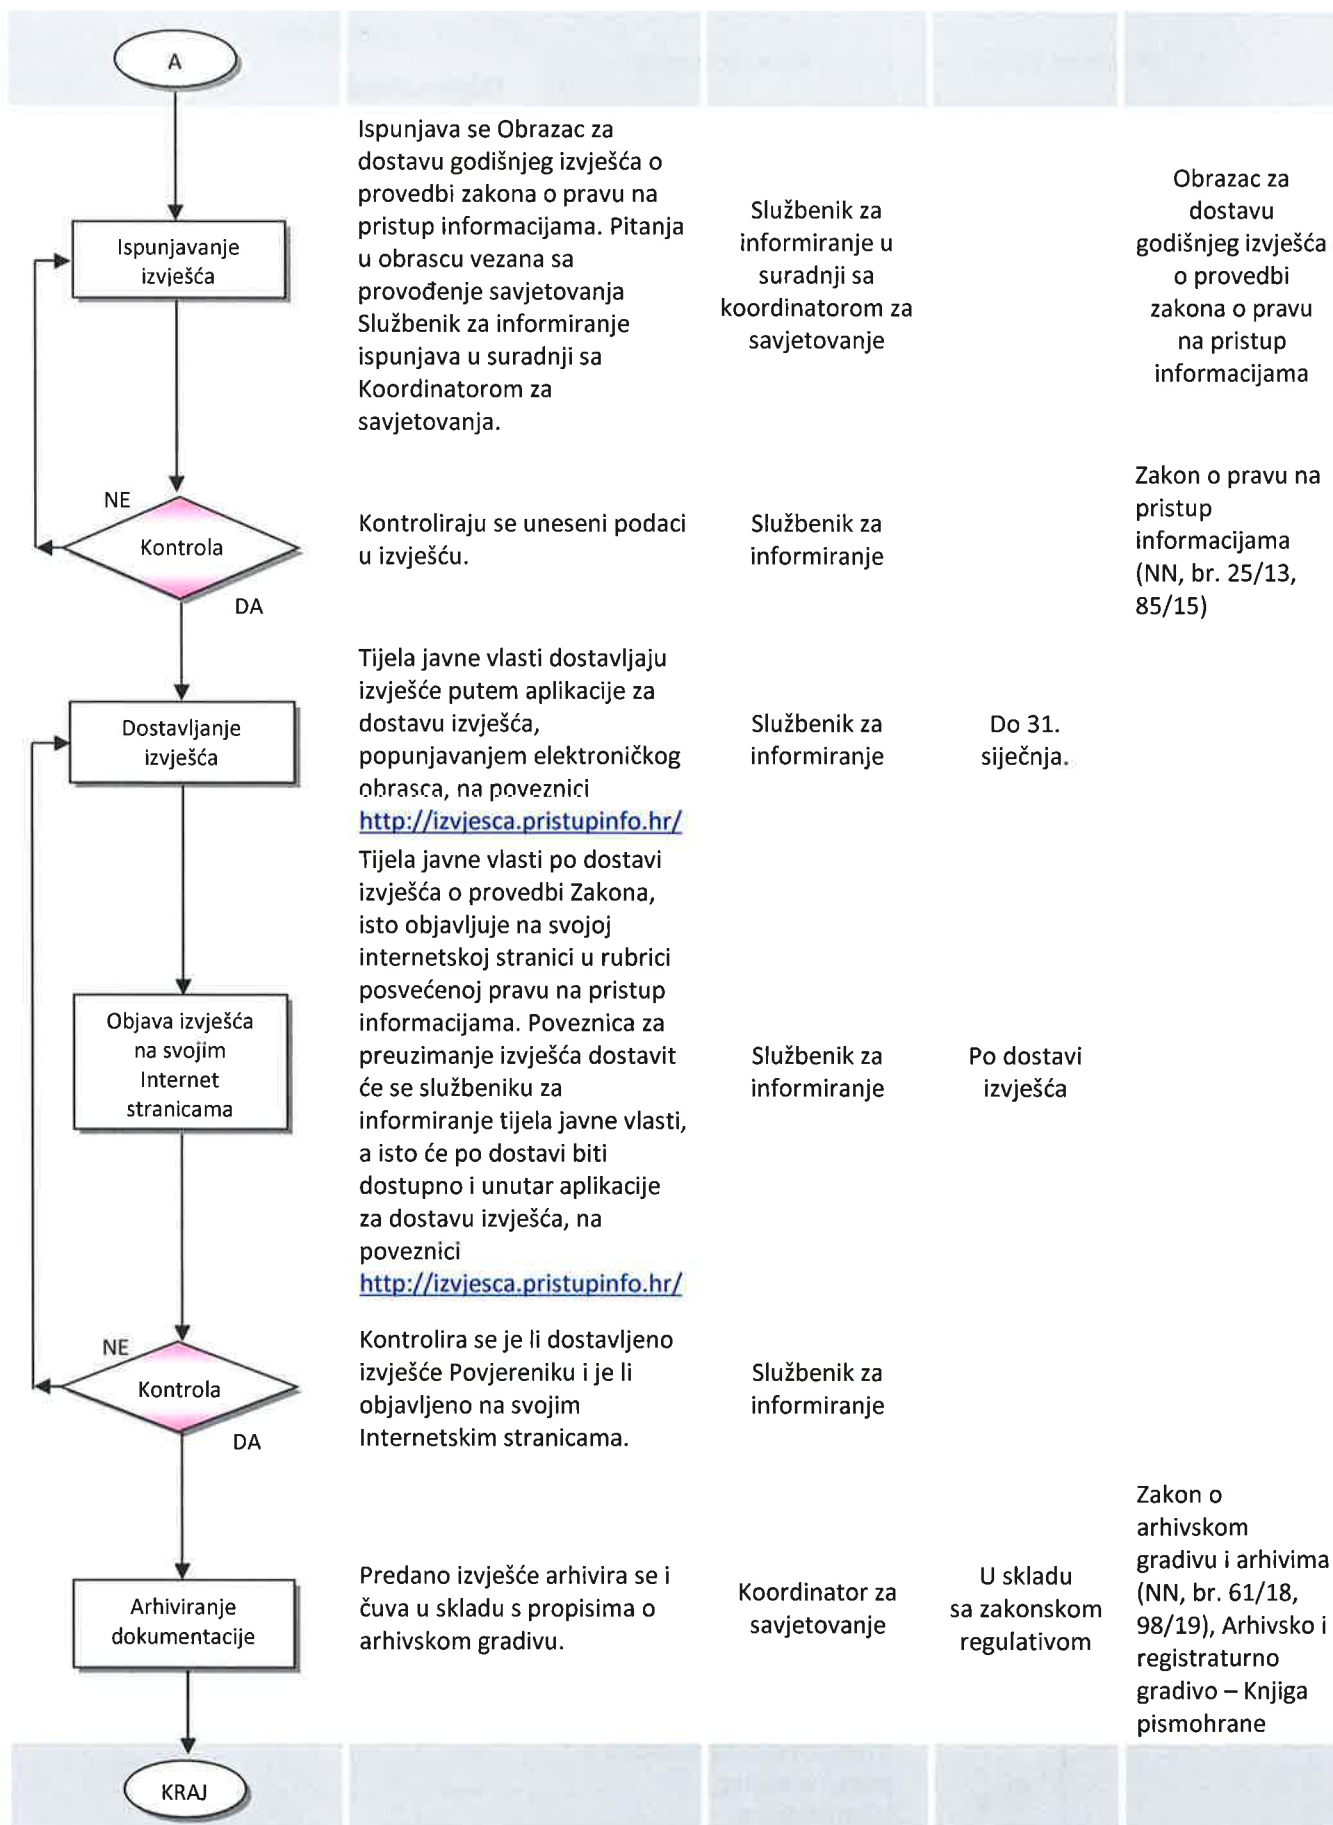 A
Ispunjavanje
izvješća
Ispunjava se Obrazac za
dostavu godišnjeg izvješća o
provedbi zakona o pravu na
pristup informacijama. Pitanja
u obrascu vezana sa
provođenje savjetovanja
Službenik za informiranje
ispunjava u suradnji sa
Koordinatorom za
savjetovanja.
Službenik za
informiranje u
suradnji sa
koordinatorom za
savjetovanje
Obrazac za
dostavu
godišnjeg izvješća
o provedbi
zakona o pravu
na pristup
informacijama
NE
Kontrola
DA
Kontroliraju se uneseni podaci
u izvješću.
Službenik za
informiranje
Zakon o pravu na
pristup
informacijama
(NN, br. 25/13,
85/15)
Dostavljanje
izvješća
Tijela javne vlasti dostavljaju
izvješće putem aplikacije za
dostavu izvješća,
popunjavanjem elektroničkog
obrasca, na poveznici
http://izvjesca.pristupinfo.hr/
Službenik za
informiranje
Do 31.
siječnja.
Objava izvješća
na svojim
Internet
stranicama
Tijela javne vlasti po dostavi
izvješća o provedbi Zakona,
isto objavljuje na svojoj
internetskoj stranici u rubrici
posvećenoj pravu na pristup
informacijama. Poveznica za
preuzimanje izvješća dostavit
će se službeniku za
informiranje tijela javne vlasti,
a isto će po dostavi biti
dostupno i unutar aplikacije
za dostavu izvješća, na
poveznici
http://izvjesca.pristupinfo.hr/
Službenik za
informiranje
Po dostavi
izvješća
NE
Kontrola
DA
Kontrolira se je li dostavljeno
izvješće Povjereniku i je li
objavljeno na svojim
Internetskim stranicama.
Službenik za
informiranje
Arhiviranje
dokumentacije
Predano izvješće arhivira se i
čuva u skladu s propisima o
arhivskom gradivu.
Koordinator za
savjetovanje
U skladu
sa zakonskom
regulativom
Zakon o
arhivskom
gradivu i arhivima
(NN, br. 61/18,
98/19), Arhivsko i
registraturno
gradivo – Knjiga
pismohrane
KRAJ